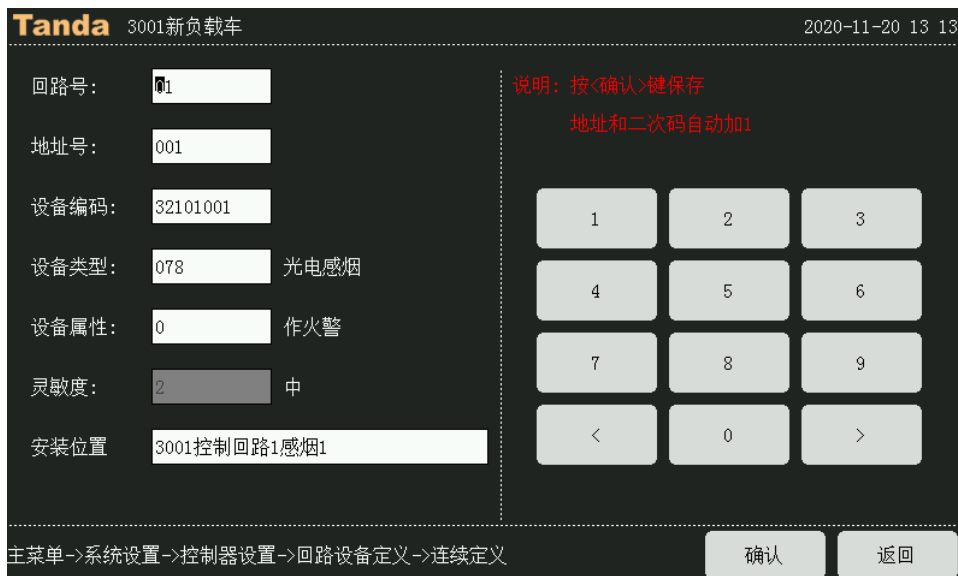 Tanda 3001新负载车 2020-11-20 13 13
回路号: 01
说明: 按<确认>键保存
地址和二次码自动加1
地址号: 001
设备编码: 32101001
设备类型: 078 光电感烟
设备属性: 0 作火警
灵敏度: 2 中
安装位置 3001控制回路1感烟1
1 2 3
4 5 6
7 8 9
< 0 >
主菜单->系统设置->控制器设置->回路设备定义->连续定义 确认 返回